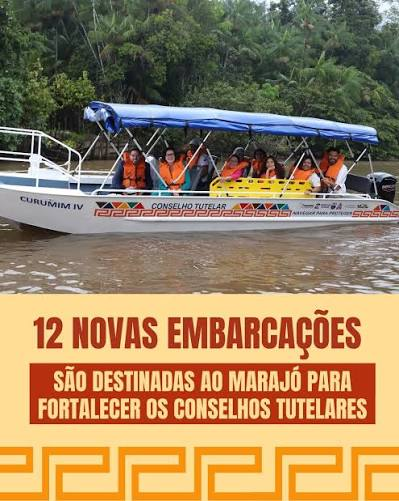 CURUMIM IV
CONSELHO TUTELAR
NAVEGAR PARA PROTEGER
12 NOVAS EMBARCAÇÕES
SÃO DESTINADAS AO MARAJÓ PARA
FORTALECER OS CONSELHOS TUTELARES